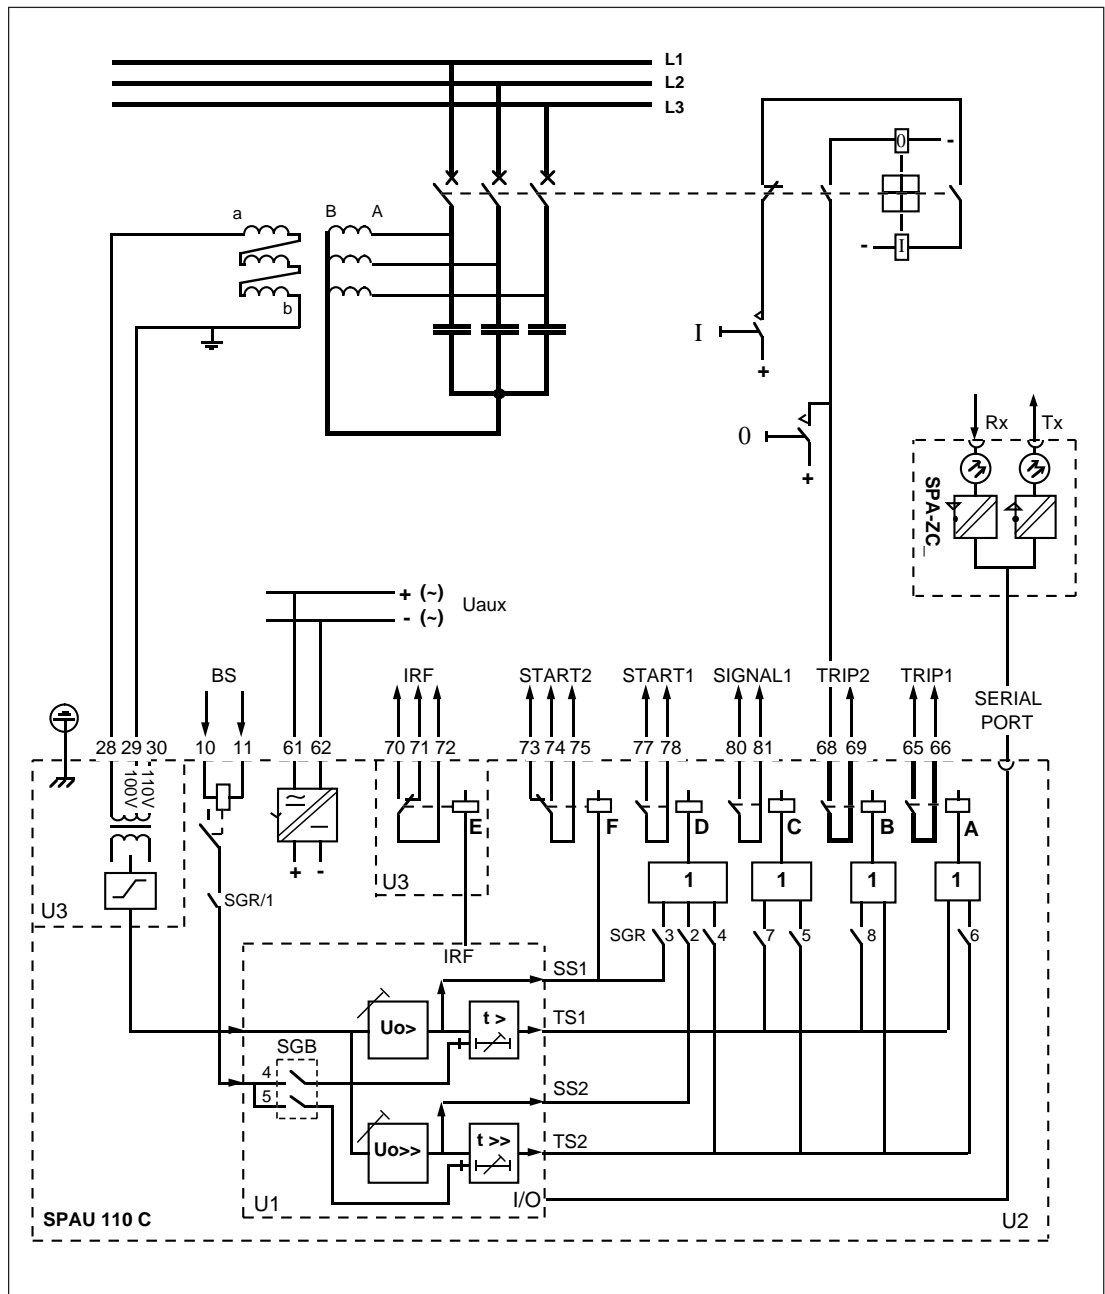 L1
L2
L3
0 -
a B A
- I
b
I
+
0
+
Rx Tx
SPA-ZC_
+ (~)
- (~)
Uaux
BS IRF START2 START1 SIGNAL1 TRIP2 TRIP1
SERIAL
PORT
28 29 30 10 11 61 62 70 71 72 73 74 75 77 78 80 81 68 69 65 66
100V
110V
E F D C B A
+ -
U3
1 1 1 1
U3
SGR/1
SGR 3 2 4 7 5 8 6
IRF
SS1
Uo>
t >
TS1
SGB
4
5
SS2
Uo>>
t >>
TS2
U1
I/O
SPAU 110 C
U2